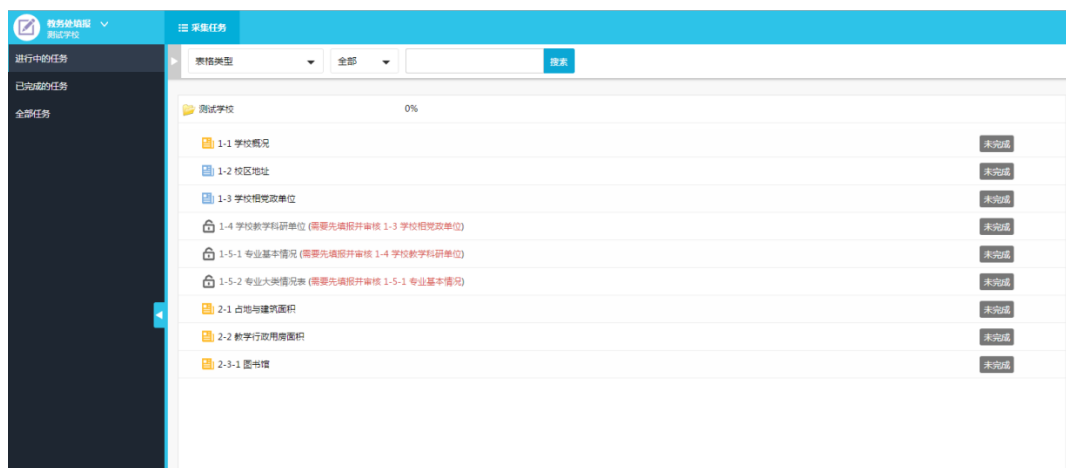 教务处填报
测试学校
采集任务
进行中的任务
表格类型 全部 搜索
已完成的任务
测试学校 0%
全部任务
1-1 学校概况 未完成
1-2 校区地址 未完成
1-3 学校相党政单位 未完成
1-4 学校教学科研单位 (需要先填报并审核 1-3 学校相党政单位) 未完成
1-5-1 专业基本情况 (需要先填报并审核 1-4 学校教学科研单位) 未完成
1-5-2 专业大类情况表 (需要先填报并审核 1-5-1 专业基本情况) 未完成
2-1 占地与建筑面积 未完成
2-2 教学行政用房面积 未完成
2-3-1 图书馆 未完成